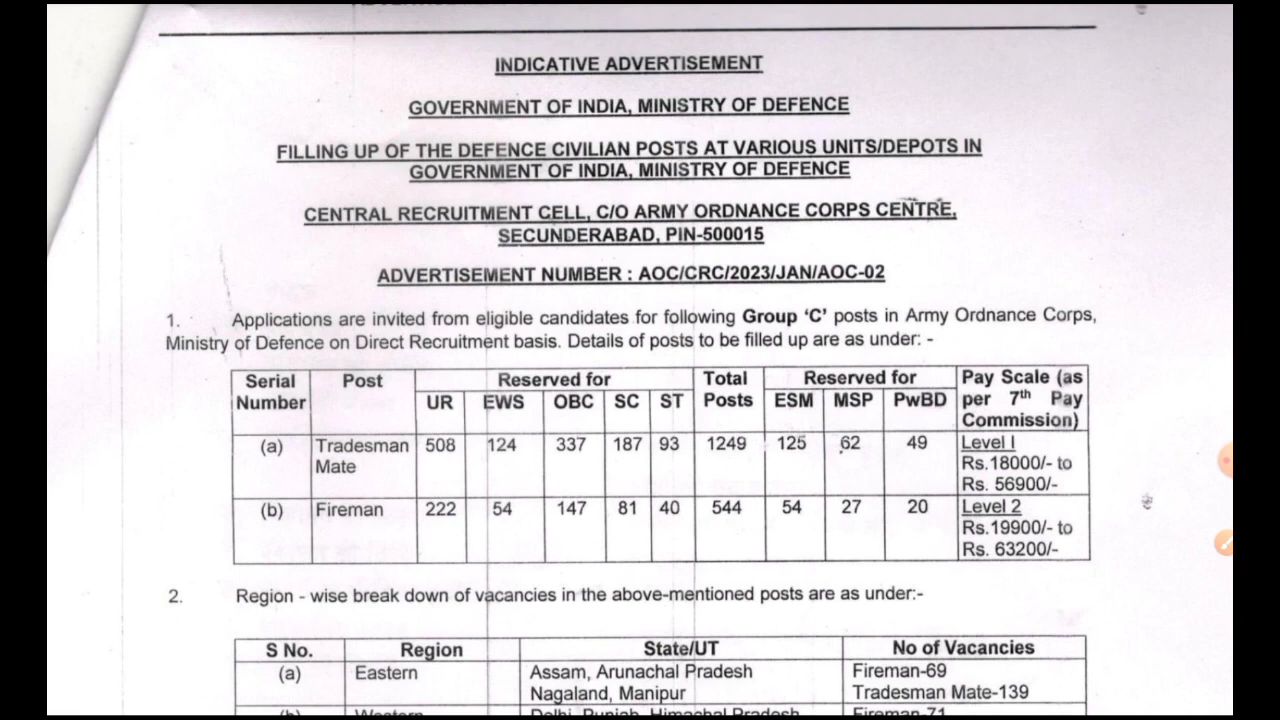 INDICATIVE ADVERTISEMENT
GOVERNMENT OF INDIA, MINISTRY OF DEFENCE
FILLING UP OF THE DEFENCE CIVILIAN POSTS AT VARIOUS UNITS/DEPOTS IN
GOVERNMENT OF INDIA, MINISTRY OF DEFENCE
CENTRAL RECRUITMENT CELL, C/O ARMY ORDNANCE CORPS CENTRE,
SECUNDERABAD, PIN-500015
ADVERTISEMENT NUMBER : AOC/CRC/2023/JAN/AOC-02
1. Applications are invited from eligible candidates for following Group ‘C’ posts in Army Ordnance Corps,
Ministry of Defence on Direct Recruitment basis. Details of posts to be filled up are as under: -
Serial Post Reserved for Total Reserved for Pay Scale (as
Number UR EWS OBC SC ST Posts ESM MSP PwBD per 7th Pay
Commission)
(a) Tradesman 508 124 337 187 93 1249 125 62 49 Level I
Mate Rs.18000/- to
Rs. 56900/-
(b) Fireman 222 54 147 81 40 544 54 27 20 Level 2
Rs.19900/- to
Rs. 63200/-
2. Region - wise break down of vacancies in the above-mentioned posts are as under:-
S No. Region State/UT No of Vacancies
(a) Eastern Assam, Arunachal Pradesh Fireman-69
Nagaland, Manipur Tradesman Mate-139
(b) Western Delhi, Punjab, Himachal Pradesh Fireman-71